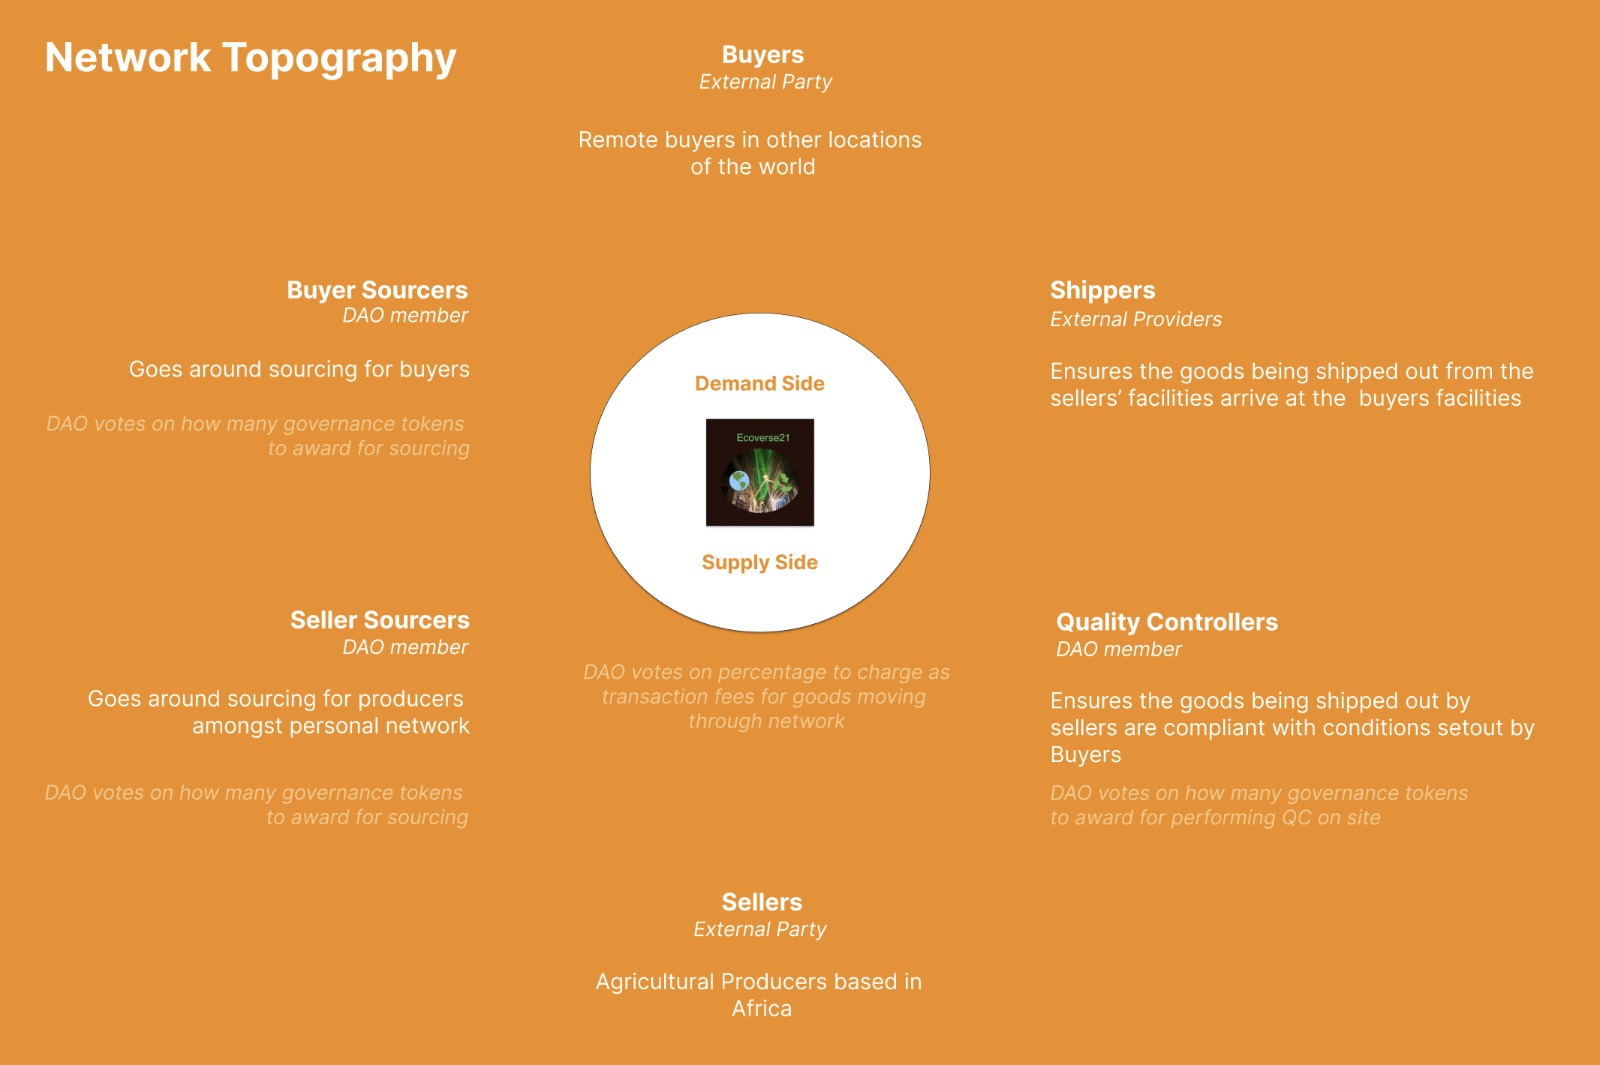 Network Topography
Buyers
External Party
Remote buyers in other locations
of the world
Buyer Sourcers
DAO member
Goes around sourcing for buyers
DAO votes on how many governance tokens
to award for sourcing
Shippers
External Providers
Ensures the goods being shipped out from the
sellers’ facilities arrive at the  buyers facilities
Demand Side
Ecoverse21
Supply Side
DAO votes on percentage to charge as
transaction fees for goods moving
through network
Seller Sourcers
DAO member
Goes around sourcing for producers
amongst personal network
DAO votes on how many governance tokens
to award for sourcing
Quality Controllers
DAO member
Ensures the goods being shipped out by
sellers are compliant with conditions setout by
Buyers
DAO votes on how many governance tokens
to award for performing QC on site
Sellers
External Party
Agricultural Producers based in
Africa